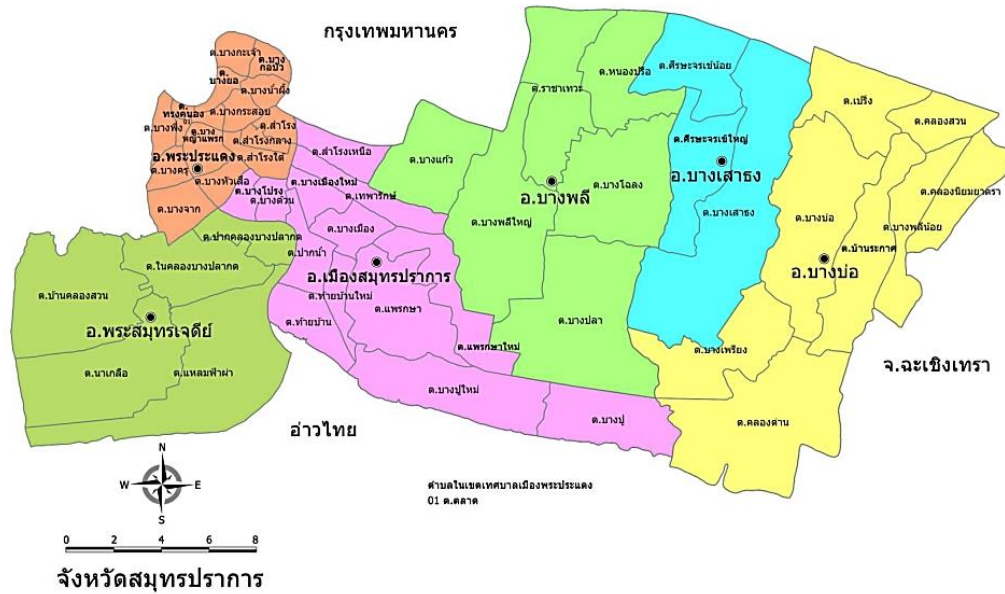 กรุงเทพมหานคร
ต.บางกะเจ้า
ต.บาง
กอบัว
ต.
บางยอ
ต.บางน้ำผึ้ง
ต.
ทรงคนอง
01
ต.บางกระสอบ
ต.บางพึ่ง
ต.บาง
หญ้าแพรก
ต.สำโรง
ต.สำโรงกลาง
ต.สำโรงใต้
อ.พระประแดง
ต.บางครุ
ต.บางหัวเสือ
ต.บางจาก
ต.สำโรงเหนือ
ต.บางเมืองใหม่
ต.บางโปรง
ต.บางด้วน
ต.เทพารักษ์
ต.บางเมือง
ต.ปากน้ำ
อ.เมืองสมุทรปราการ
ต.ท้ายบ้านใหม่
ต.ท้ายบ้าน
ต.แพรกษา
ต.แพรกษาใหม่
ต.บางปูใหม่
ต.บางปู
ต.ปากคลองบางปลากด
ต.ในคลองบางปลากด
ต.บ้านคลองสวน
อ.พระสมุทรเจดีย์
ต.นาเกลือ
ต.แหลมฟ้าผ่า
ต.บางแก้ว
ต.หนองปรือ
ต.ราชาเทวะ
อ.บางพลี
ต.บางโฉลง
ต.บางพลีใหญ่
ต.บางปลา
ต.ศีรษะจรเข้น้อย
ต.ศีรษะจรเข้ใหญ่
อ.บางเสาธง
ต.บางเสาธง
ต.เปร็ง
ต.คลองสวน
ต.คลองนิยมยาตรา
ต.บางบ่อ
ต.บางพลีน้อย
ต.บ้านระกาศ
อ.บางบ่อ
ต.บางเพรียง
ต.คลองด่าน
จ.ฉะเชิงเทรา
อ่าวไทย
N
W E
S
0 2 4 6 8
จังหวัดสมุทรปราการ
ตำบลในเขตเทศบาลเมืองพระประแดง
01 ต.ตลาด